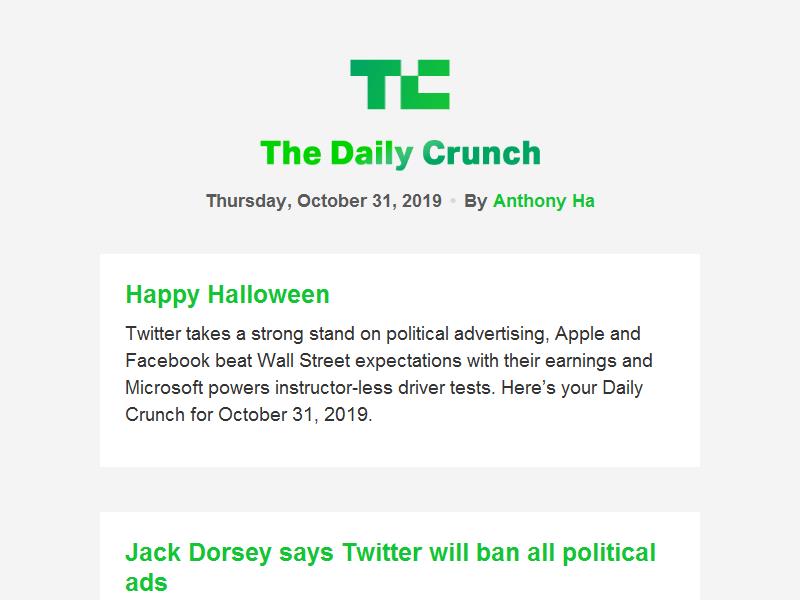 TC
The Daily Crunch
Thursday, October 31, 2019 • By Anthony Ha
Happy Halloween
Twitter takes a strong stand on political advertising, Apple and
Facebook beat Wall Street expectations with their earnings and
Microsoft powers instructor-less driver tests. Here’s your Daily
Crunch for October 31, 2019.
Jack Dorsey says Twitter will ban all political
ads